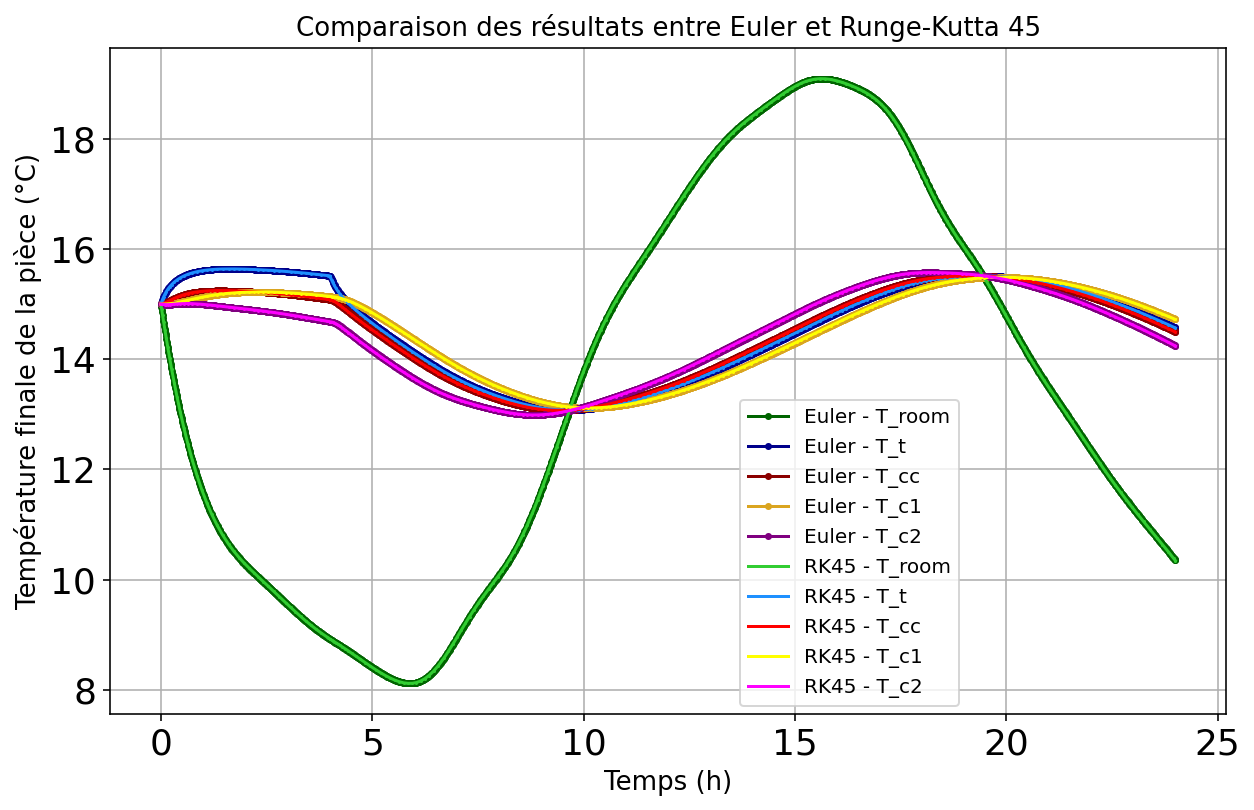 Comparaison des résultats entre Euler et Runge-Kutta 45
Température finale de la pièce (°C)
18
16
14
12
10
8
0
5
10
15
20
25
Temps (h)
Euler - T_room
Euler - T_t
Euler - T_cc
Euler - T_c1
Euler - T_c2
RK45 - T_room
RK45 - T_t
RK45 - T_cc
RK45 - T_c1
RK45 - T_c2